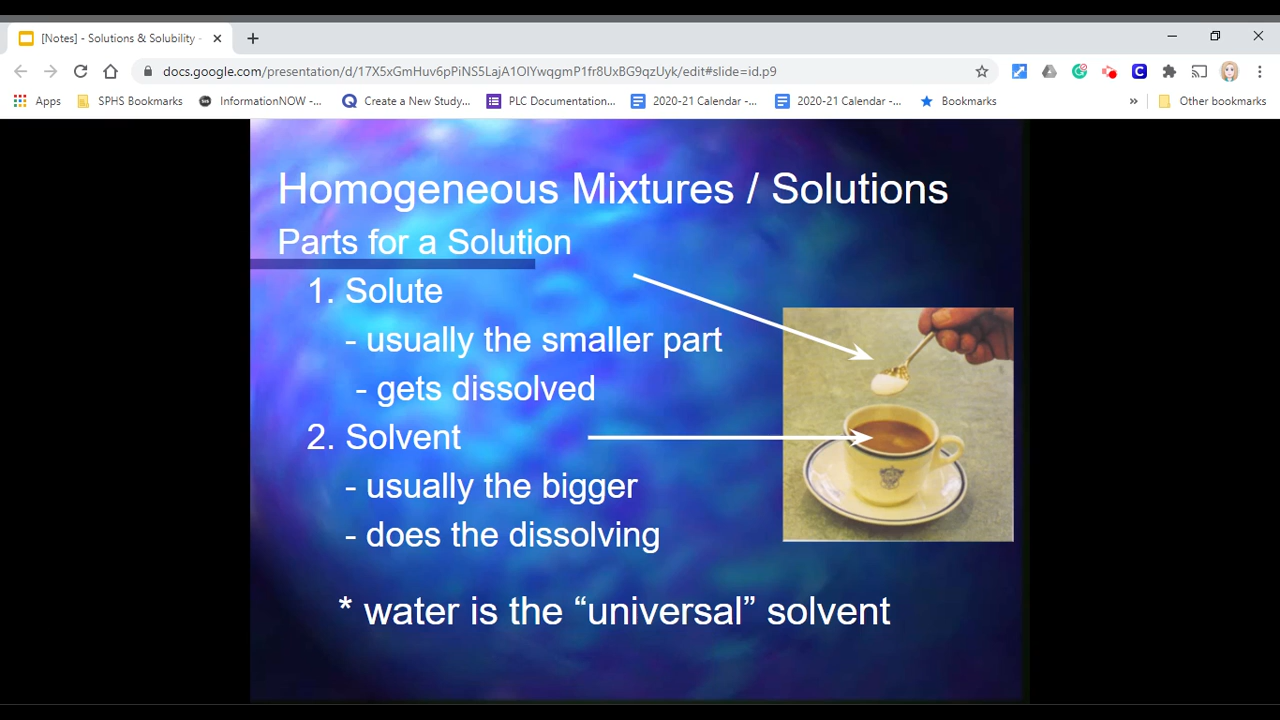 [Notes] - Solutions & Solubility -
docs.google.com/presentation/d/17X5xGmHuv6pPiNS5LajA1OIYwqgmP1fr8UxBG9qzUyk/edit#slide=id.p9
Apps SPHS Bookmarks InformationNOW -... Create a New Study... PLC Documentation... 2020-21 Calendar -... 2020-21 Calendar -... Bookmarks » Other bookmarks
Homogeneous Mixtures / Solutions
Parts for a Solution
1. Solute
- usually the smaller part
- gets dissolved
2. Solvent
- usually the bigger
- does the dissolving
* water is the “universal” solvent